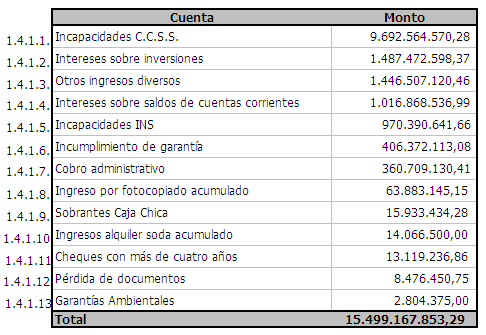 Cuenta Monto
1.4.1.1. Incapacidades C.C.S.S. 9.692.564.570,28
1.4.1.2. Intereses sobre inversiones 1.487.472.598,37
1.4.1.3. Otros ingresos diversos 1.446.507.120,46
1.4.1.4. Intereses sobre saldos de cuentas corrientes 1.016.868.536,99
1.4.1.5. Incapacidades INS 970.390.641,66
1.4.1.6. Incumplimiento de garantía 406.372.113,08
1.4.1.7. Cobro administrativo 360.709.130,41
1.4.1.8. Ingreso por fotocopiado acumulado 63.883.145,15
1.4.1.9. Sobrantes Caja Chica 15.933.434,28
1.4.1.10 Ingresos alquiler soda acumulado 14.066.500,00
1.4.1.11 Cheques con más de cuatro años 13.119.236,86
1.4.1.12 Pérdida de documentos 8.476.450,75
1.4.1.13 Garantías Ambientales 2.804.375,00
Total 15.499.167.853,29